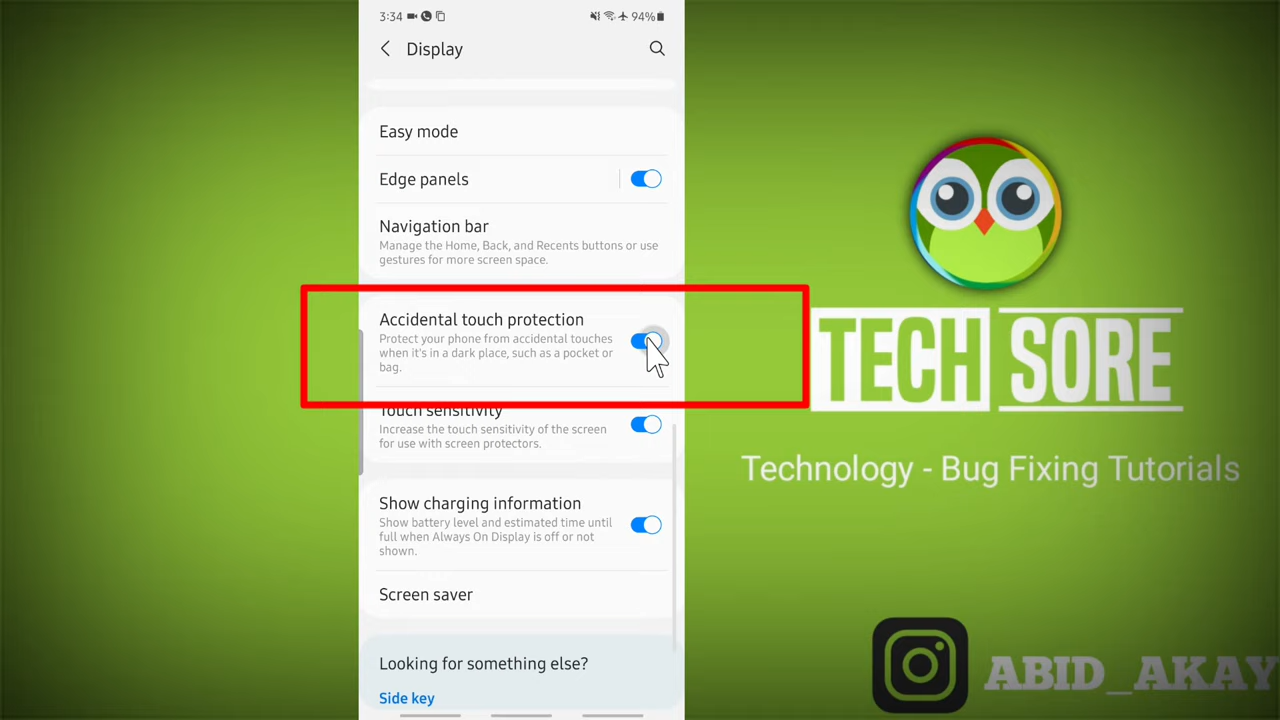 3:34
94%
Display
Easy mode
Edge panels
Navigation bar
Manage the Home, Back, and Recents buttons or use
gestures for more screen space.
Accidental touch protection
Protect your phone from accidental touches
when it's in a dark place, such as a pocket or
bag.
Touch sensitivity
Increase the touch sensitivity of the screen
for use with screen protectors.
Show charging information
Show battery level and estimated time until
full when Always On Display is off or not
shown.
Screen saver
Looking for something else?
Side key
TECH SORE
Technology - Bug Fixing Tutorials
ABID_AKAY